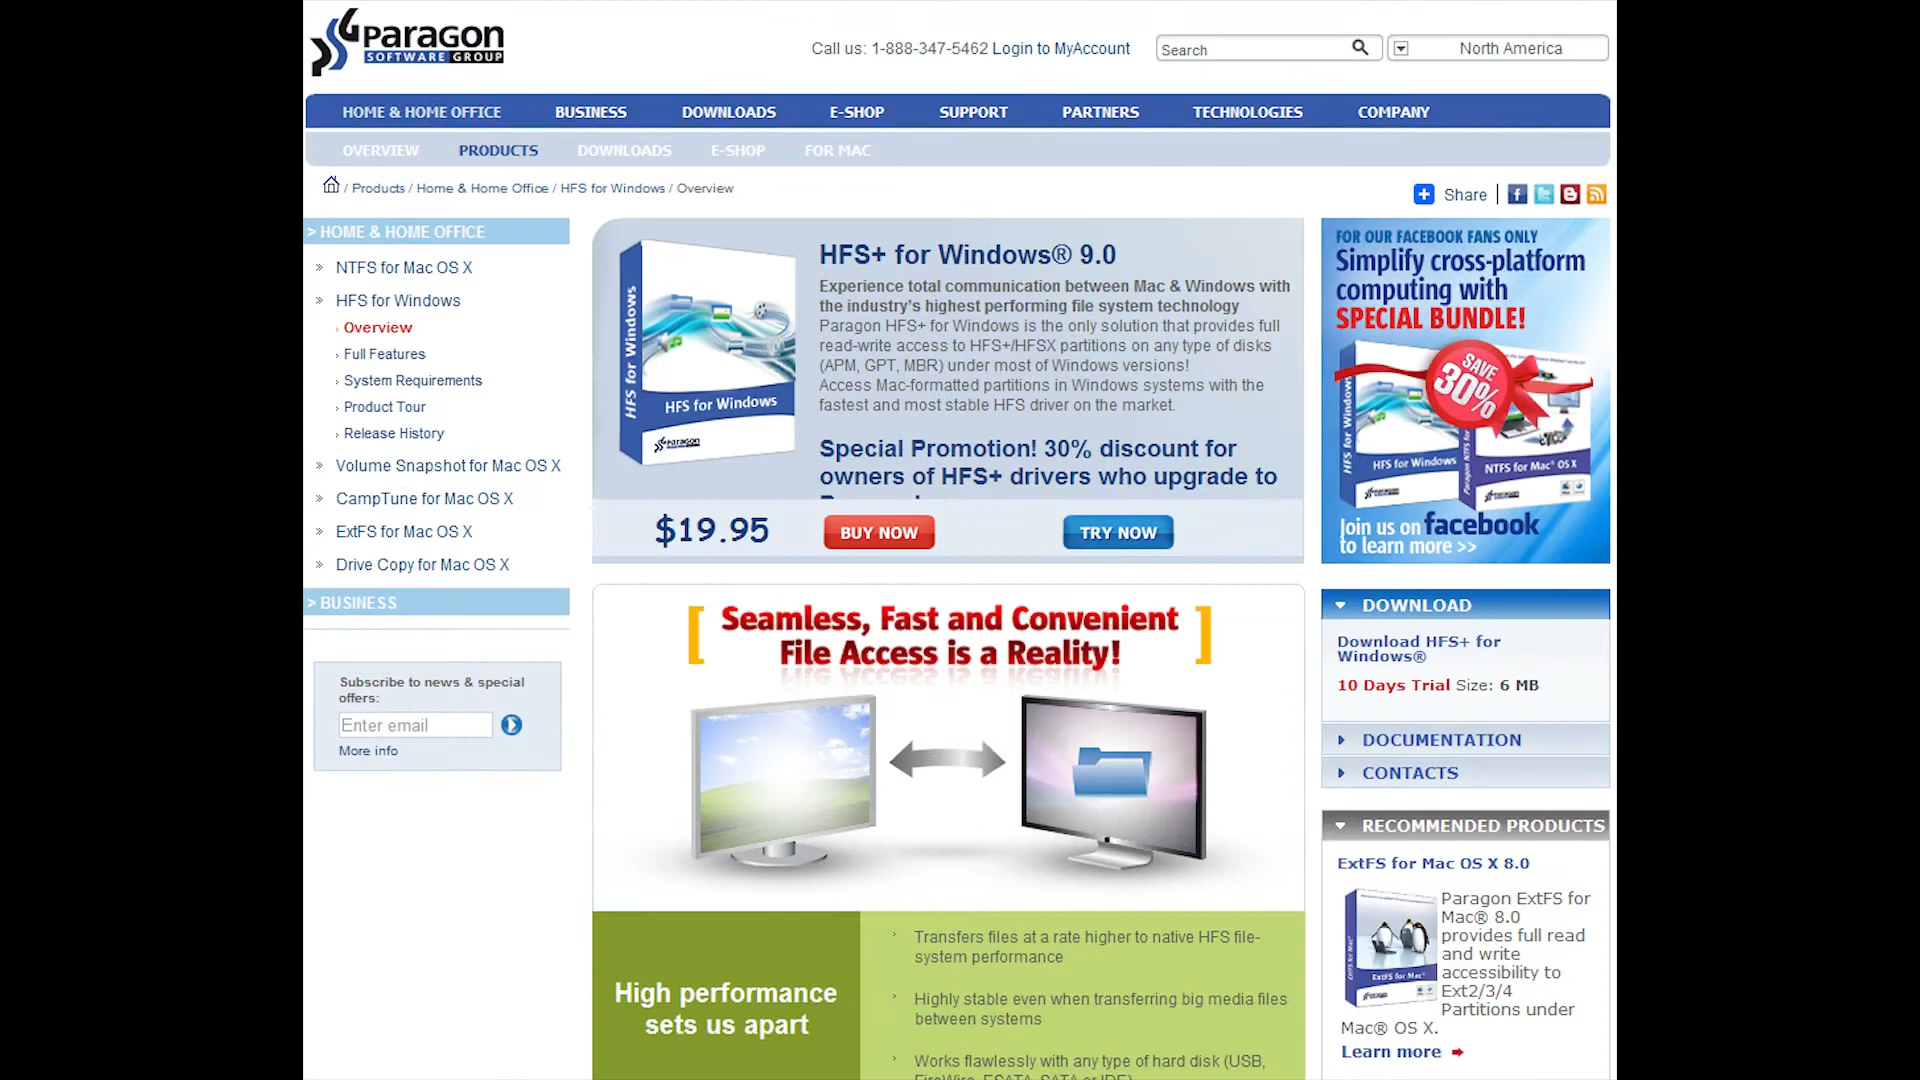 Paragon
SOFTWARE GROUP
Call us: 1-888-347-5462 Login to MyAccount
Search
North America
HOME & HOME OFFICE
BUSINESS
DOWNLOADS
E-SHOP
SUPPORT
PARTNERS
TECHNOLOGIES
COMPANY
OVERVIEW
PRODUCTS
DOWNLOADS
E-SHOP
FOR MAC
/ Products / Home & Home Office / HFS for Windows / Overview
Share
> HOME & HOME OFFICE
NTFS for Mac OS X
HFS for Windows
Overview
Full Features
System Requirements
Product Tour
Release History
Volume Snapshot for Mac OS X
CampTune for Mac OS X
ExtFS for Mac OS X
Drive Copy for Mac OS X
> BUSINESS
Subscribe to news & special
offers:
Enter email
More info
HFS for Windows
HFS for Windows
Paragon
HFS+ for Windows® 9.0
Experience total communication between Mac & Windows with
the industry's highest performing file system technology
Paragon HFS+ for Windows is the only solution that provides full
read-write access to HFS+/HFSX partitions on any type of disks
(APM, GPT, MBR) under most of Windows versions!
Access Mac-formatted partitions in Windows systems with the
fastest and most stable HFS driver on the market.
Special Promotion! 30% discount for
owners of HFS+ drivers who upgrade to
$19.95
BUY NOW
TRY NOW
[ Seamless, Fast and Convenient
File Access is a Reality! ]
High performance
sets us apart
Transfers files at a rate higher to native HFS file-
system performance
Highly stable even when transferring big media files
between systems
Works flawlessly with any type of hard disk (USB,
FireWire, ESATA, SATA or IDE)
FOR OUR FACEBOOK FANS ONLY
Simplify cross-platform
computing with
SPECIAL BUNDLE!
SAVE
30%
HFS for Windows
HFS for Windows
NTFS for Mac® OS X
Join us on facebook
to learn more >>
DOWNLOAD
Download HFS+ for
Windows®
10 Days Trial Size: 6 MB
DOCUMENTATION
CONTACTS
RECOMMENDED PRODUCTS
ExtFS for Mac OS X 8.0
ExtFS for Mac®
Paragon ExtFS for
Mac® 8.0
provides full read
and write
accessibility to
Ext2/3/4
Partitions under
Mac® OS X.
Learn more